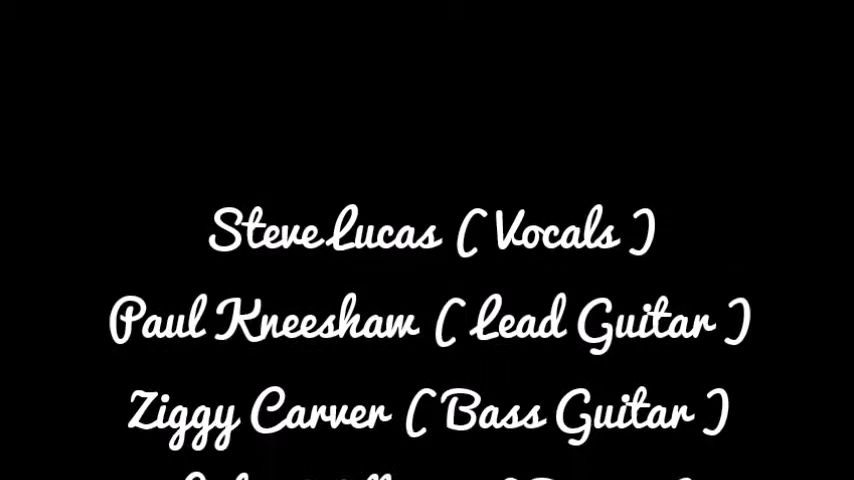 Steve Lucas ( Vocals )
Paul Kneeshaw ( Lead Guitar )
Ziggy Carver ( Bass Guitar )